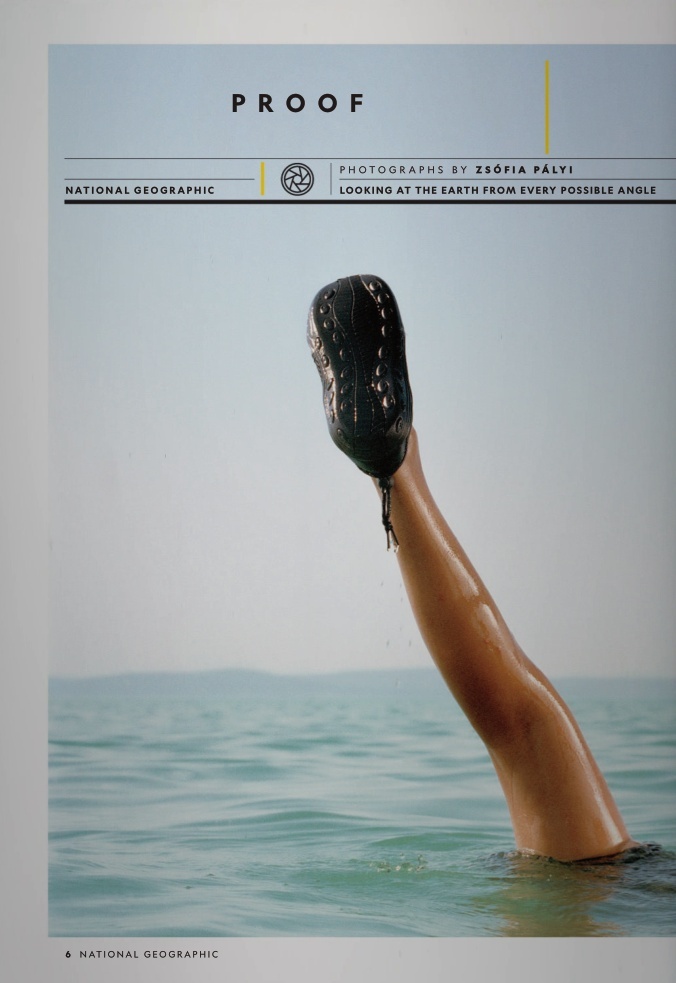 PROOF
PHOTOGRAPHS BY ZSÓFIA PÁLYI
NATIONAL GEOGRAPHIC
LOOKING AT THE EARTH FROM EVERY POSSIBLE ANGLE
6 NATIONAL GEOGRAPHIC